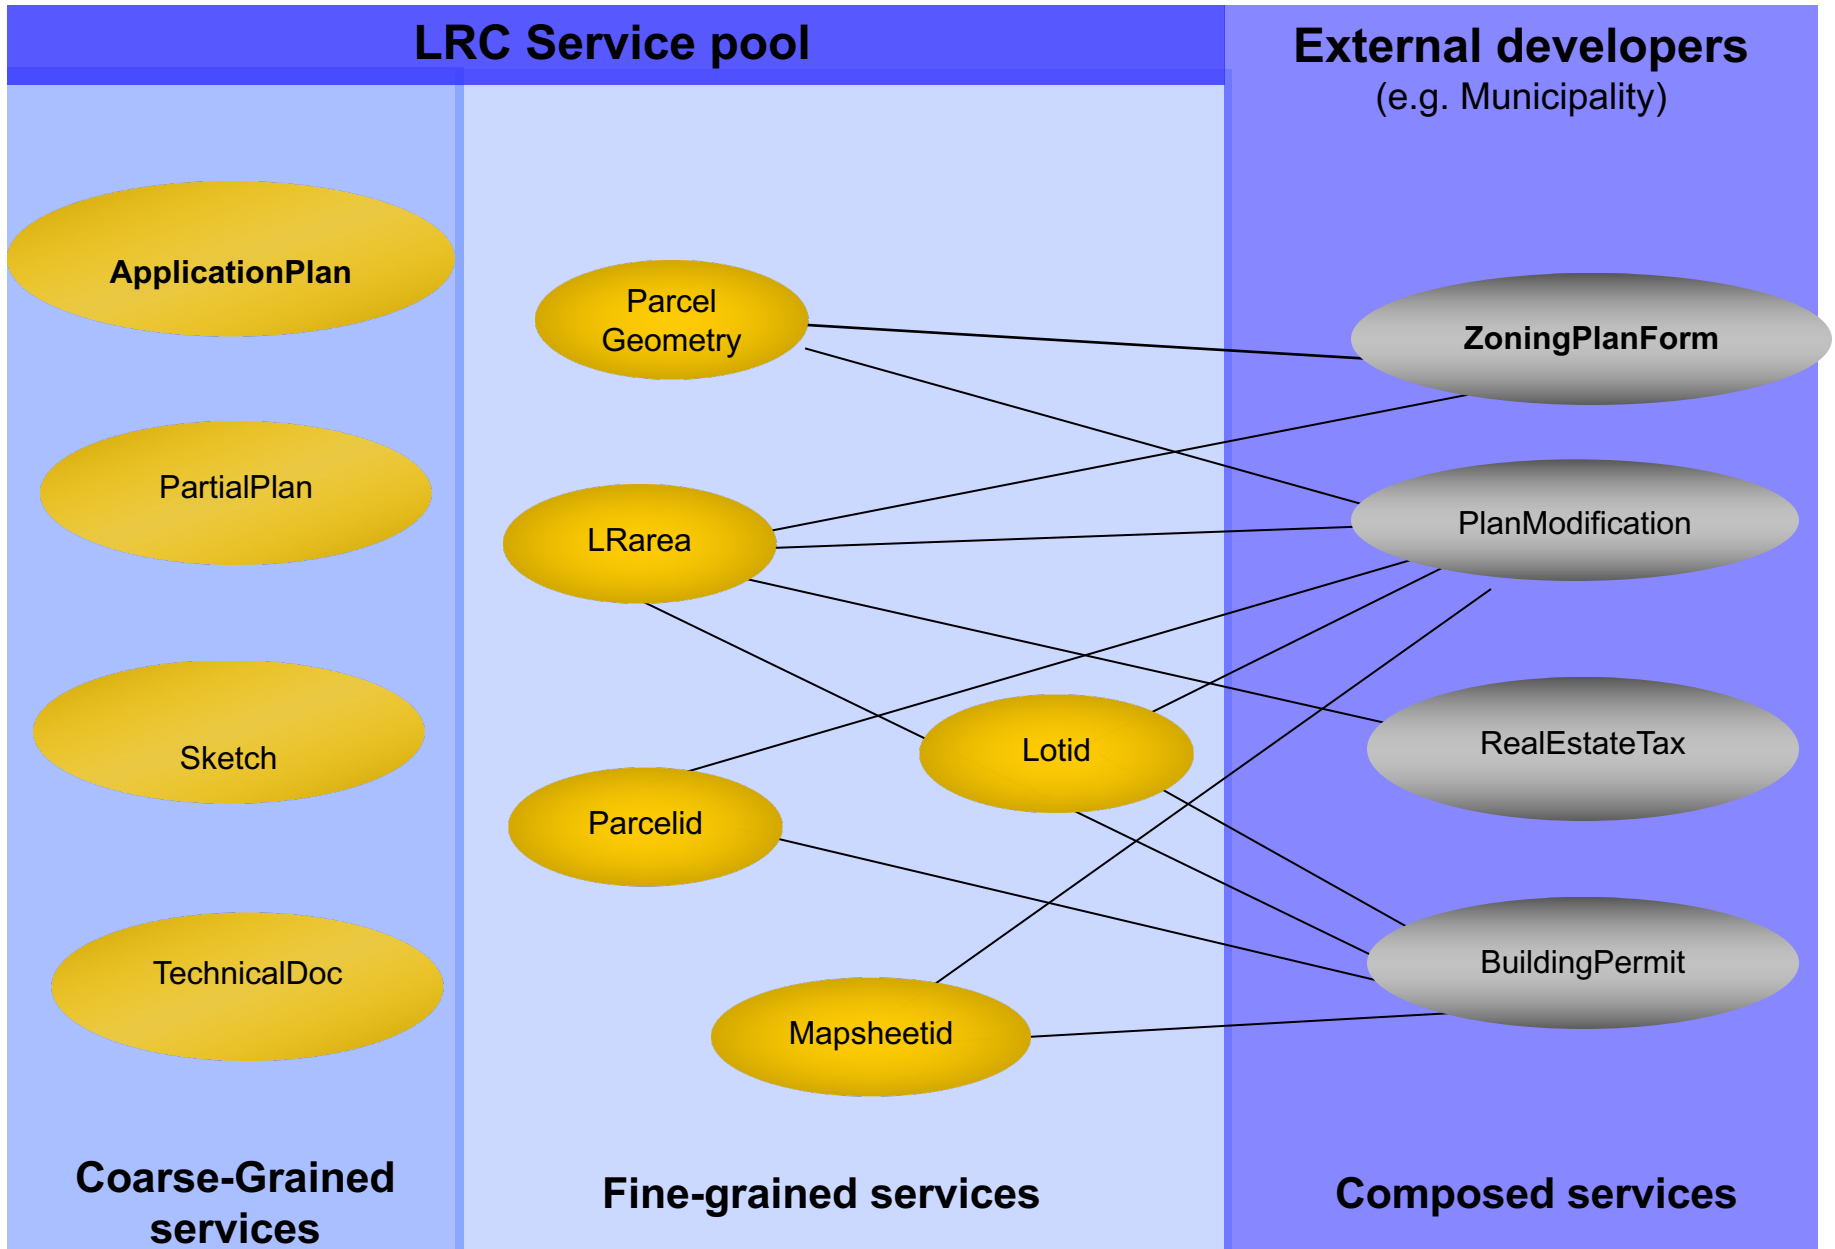 LRC Service pool
External developers
(e.g. Municipality)
ApplicationPlan
PartialPlan
Sketch
TechnicalDoc
Parcel
Geometry
LRarea
Lotid
Parcelid
Mapsheetid
ZoningPlanForm
PlanModification
RealEstateTax
BuildingPermit
Coarse-Grained
services
Fine-grained services
Composed services